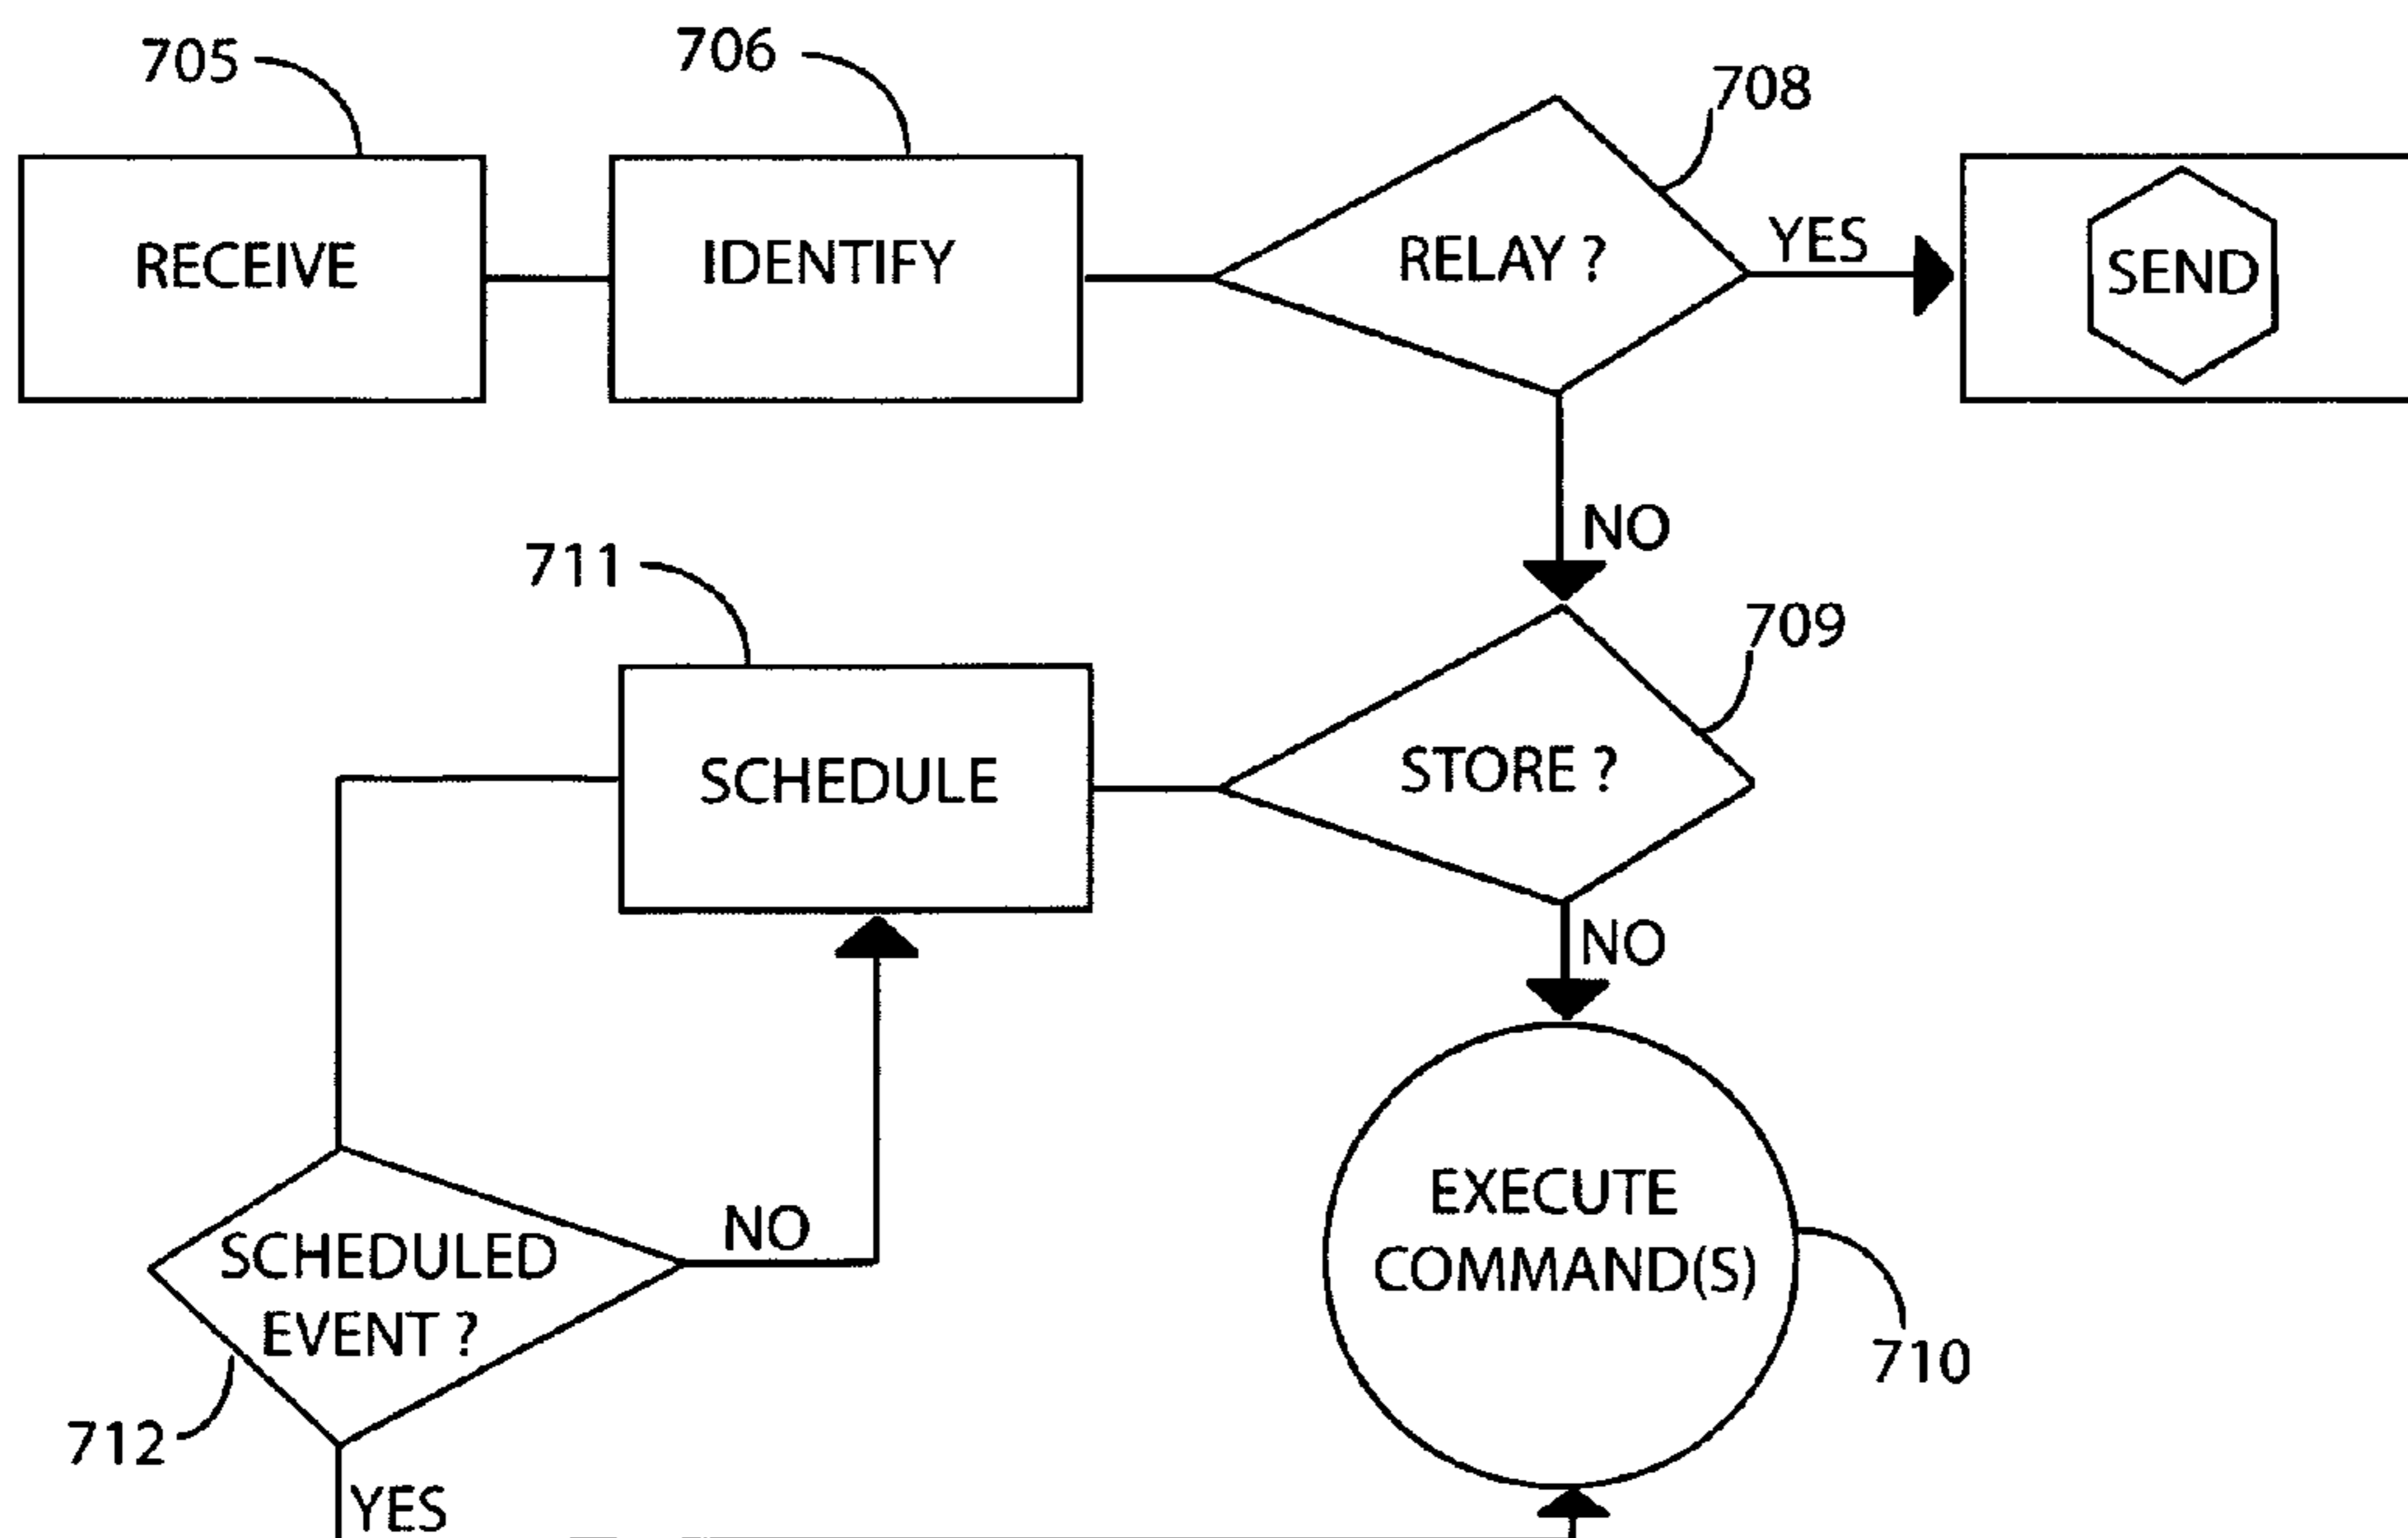 705
706
708
RECEIVE
IDENTIFY
RELAY ?
YES
SEND
NO
711
709
SCHEDULE
STORE ?
NO
SCHEDULED
EVENT ?
NO
EXECUTE
COMMAND(S)
710
712
YES